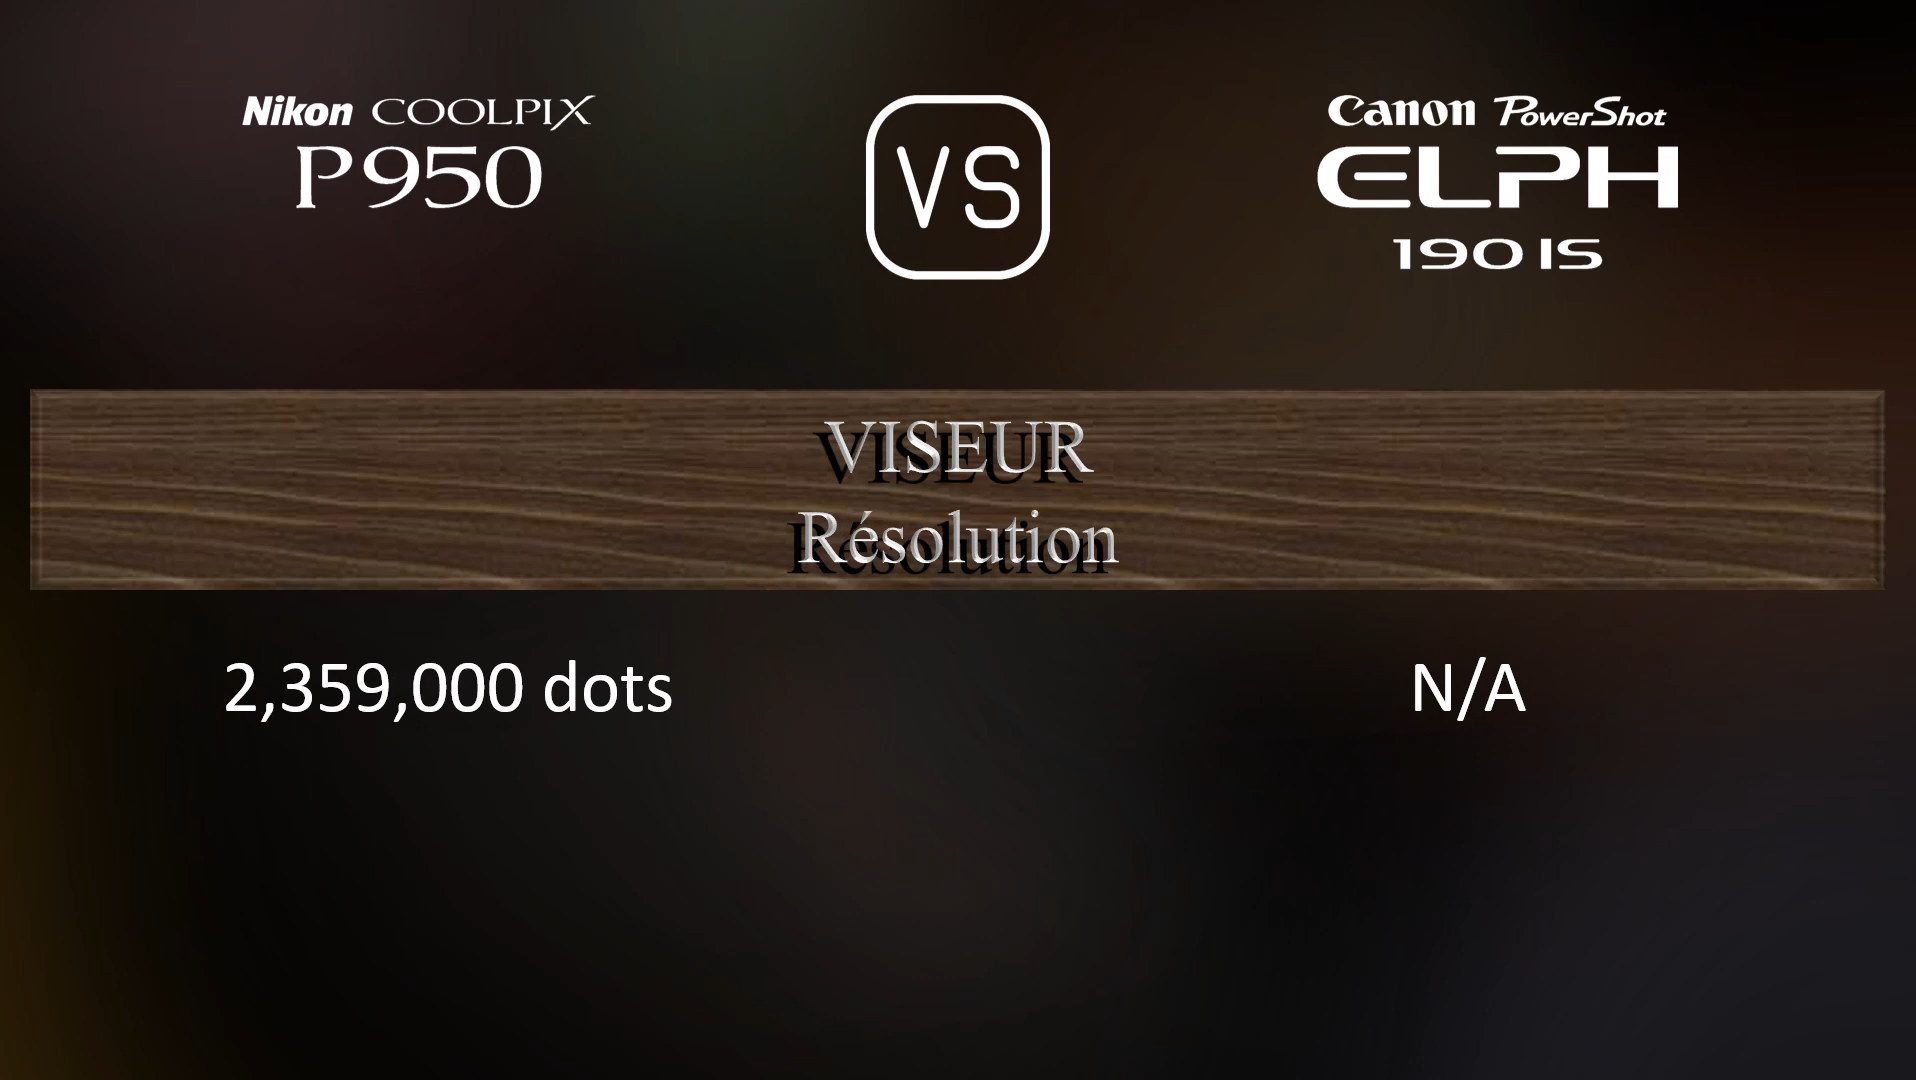 Nikon COOLPIX
P950
VS
Canon PowerShot
ELPH
190 IS
VISEUR
Résolution
2,359,000 dots
N/A